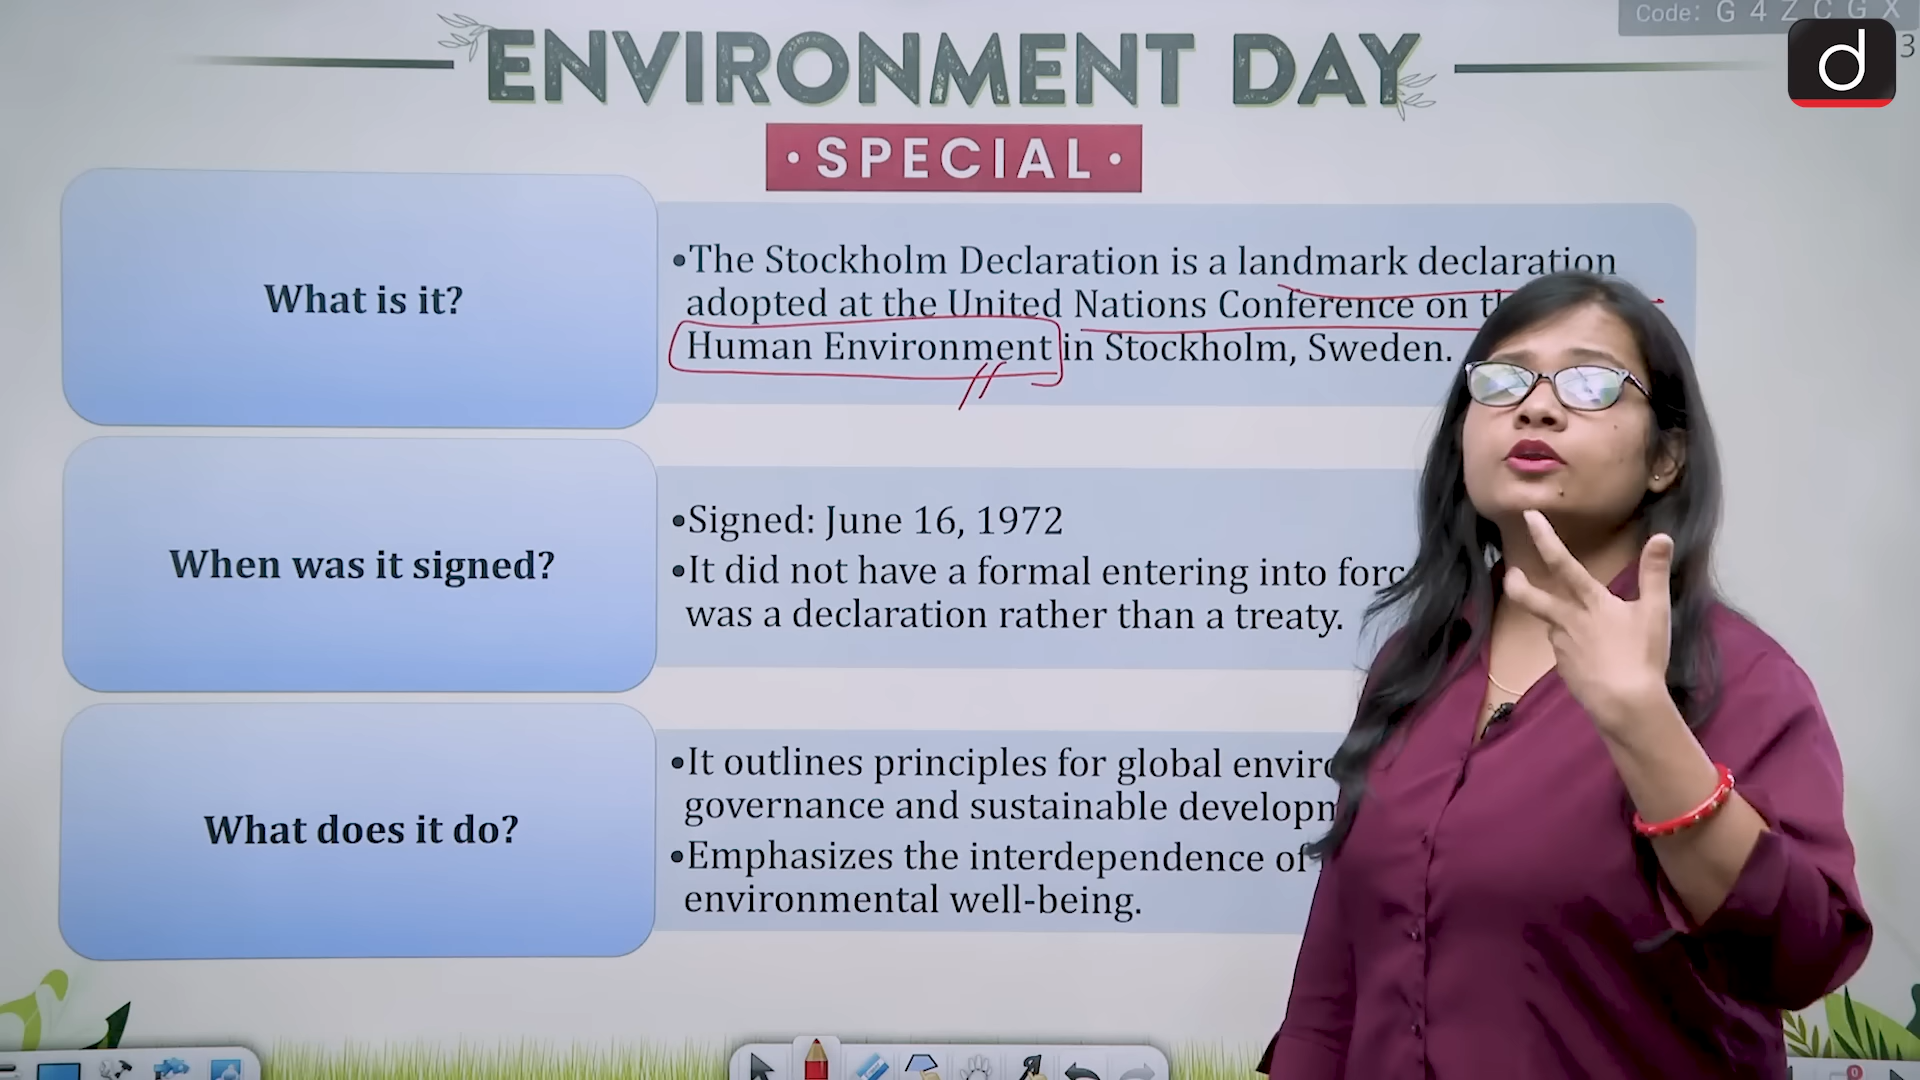 Code: G 4 Z C G X
d
3
ENVIRONMENT DAY
• SPECIAL •
What is it?
•The Stockholm Declaration is a landmark declaration
adopted at the United Nations Conference on
Human Environment in Stockholm, Sweden.
When was it signed?
•Signed: June 16, 1972
•It did not have a formal entering into
was a declaration rather than a treaty.
What does it do?
•It outlines principles for global
governance and sustainable
•Emphasizes the interdependence of
environmental well-being.
0